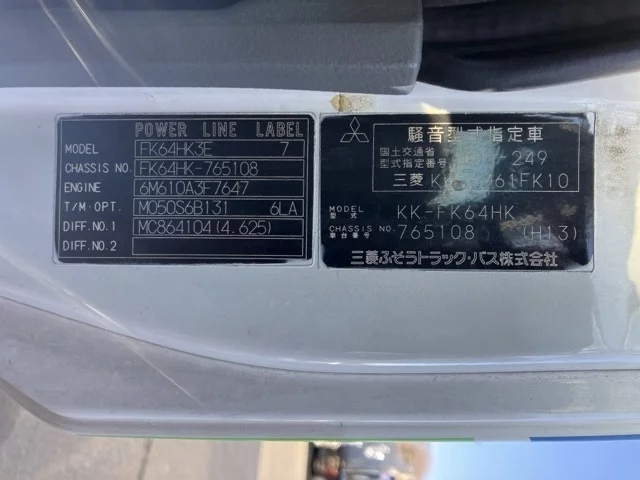 POWER LINE LABEL
MODEL FK64HK3E 7
CHASSIS NO. FK64HK-765108
ENGINE 6M610A3F7647
T/M·OPT. M050S6B131 6LA
DIFF.NO.1 MC864104(4.625)
DIFF.NO.2
騒音型式指定車
国土交通省
型式指定番号 249
三菱
MODEL KK-FK64HK
型式
CHASSIS NO. 765108 (H13)
車台番号
三菱ふそうトラック・バス株式会社